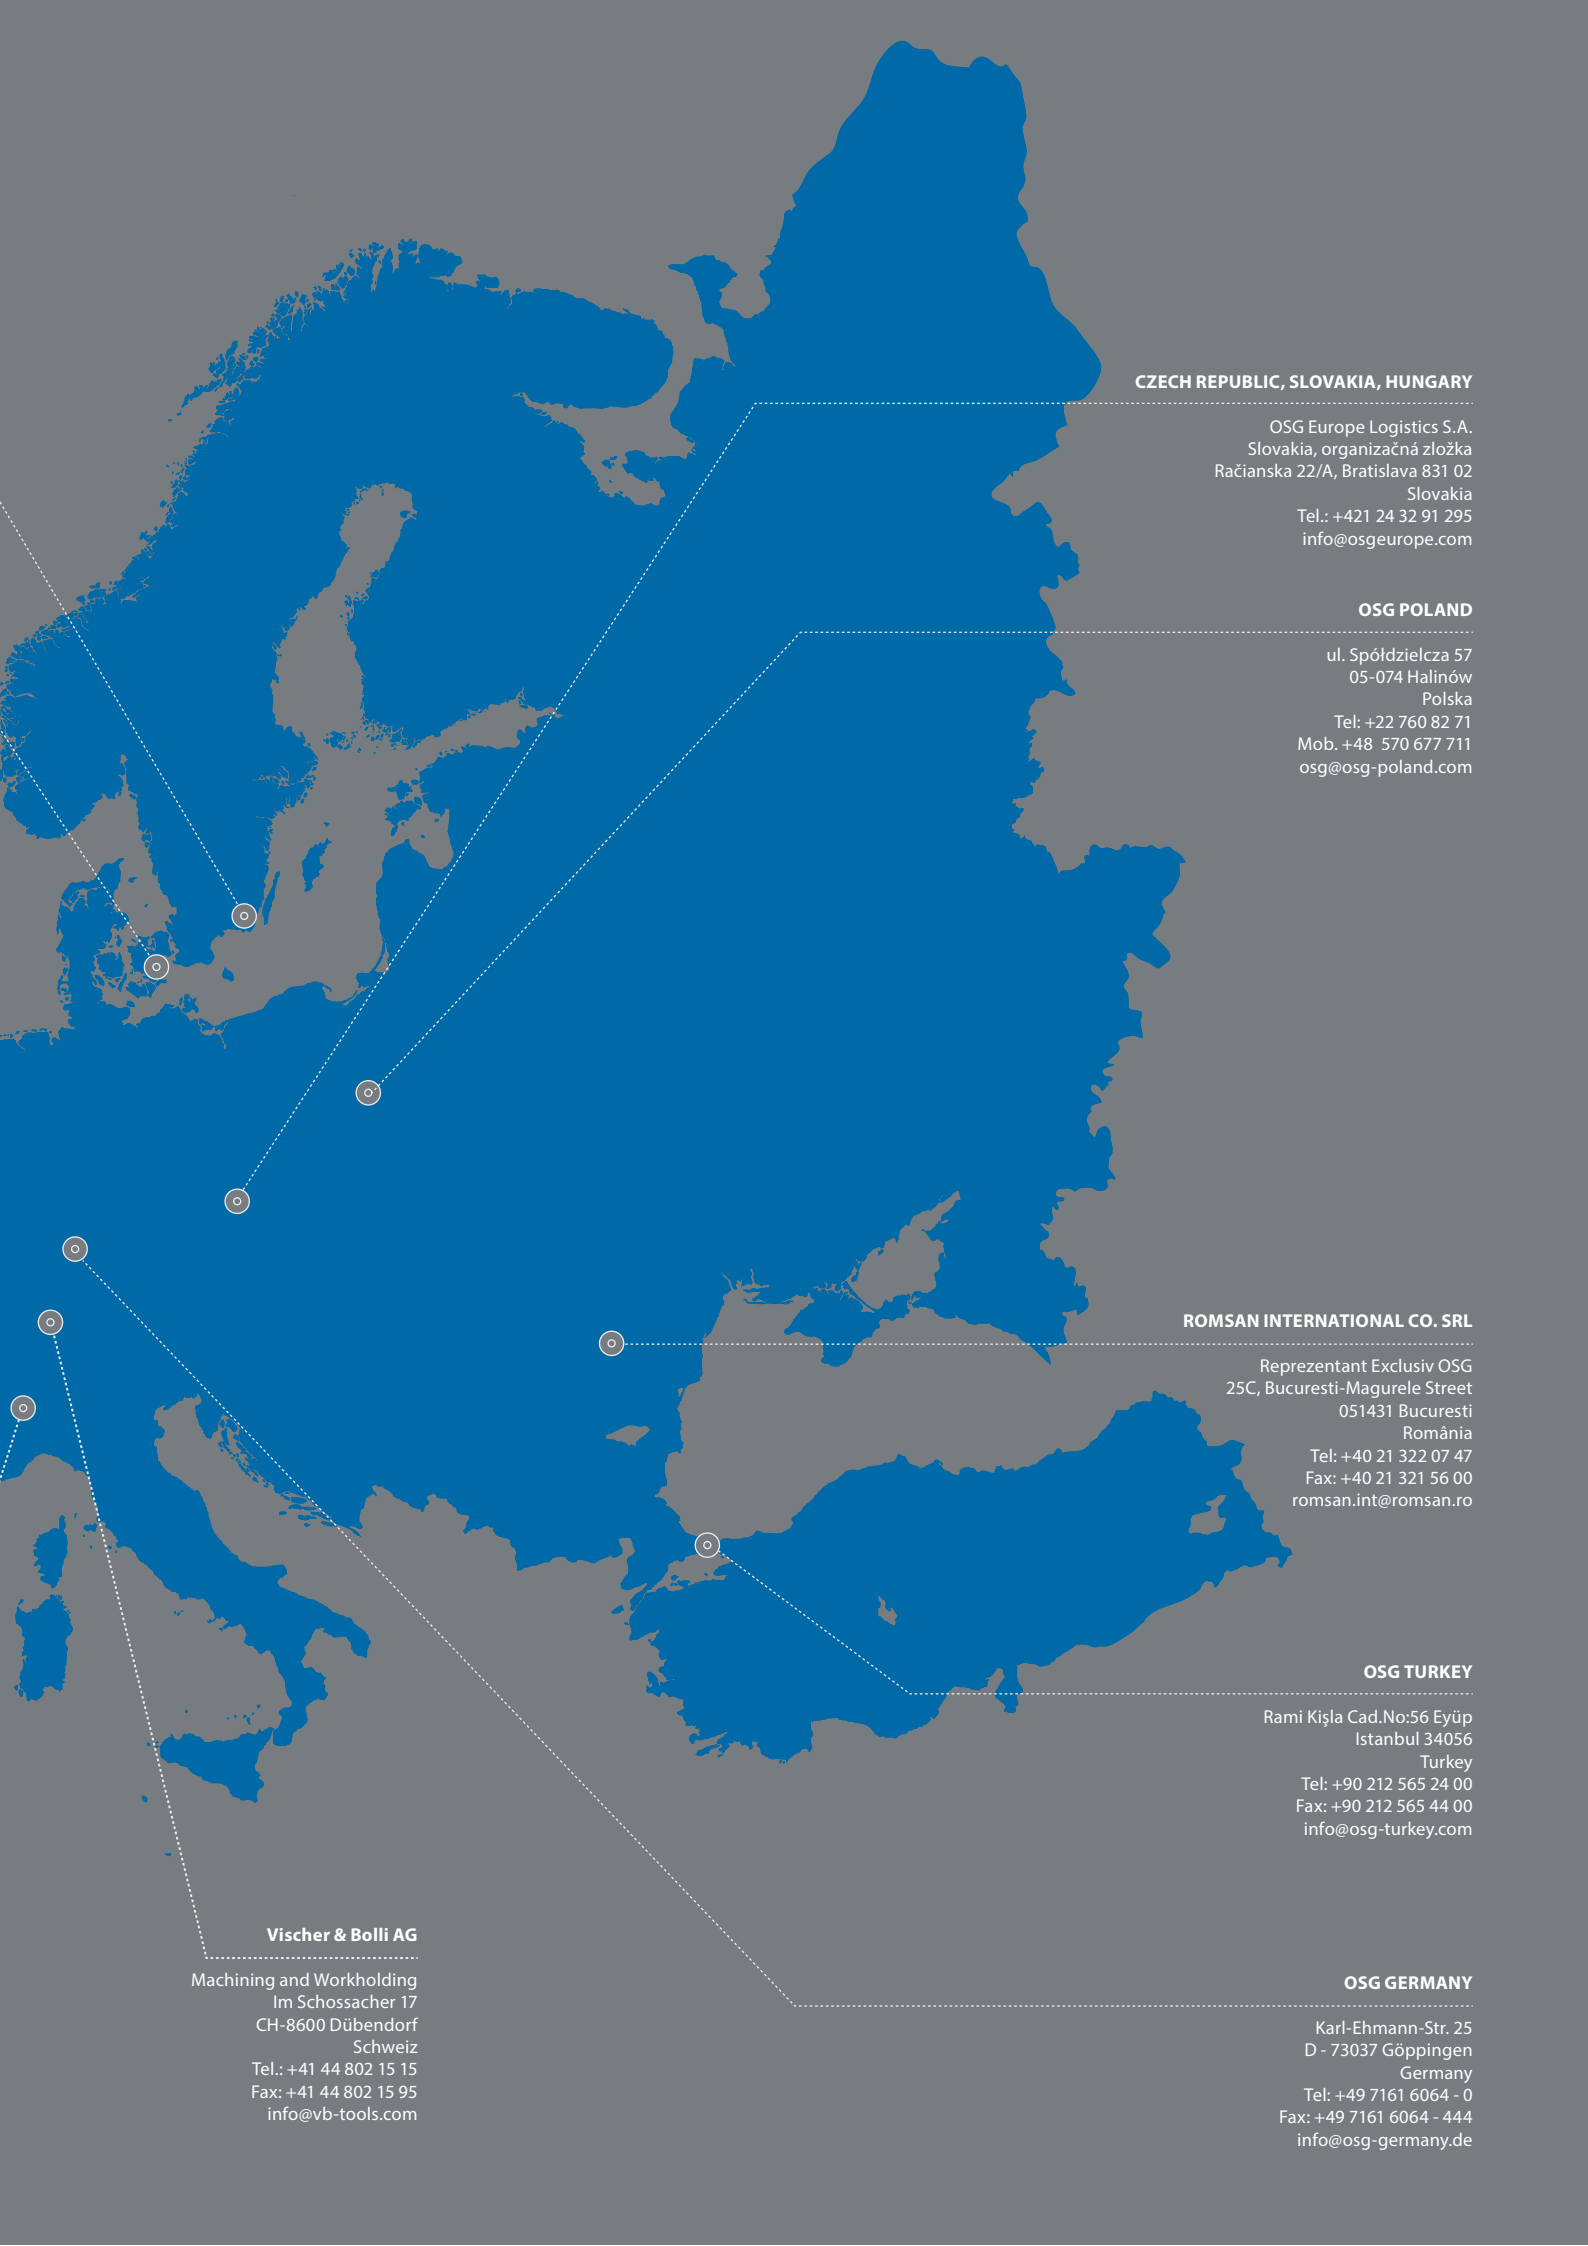 CZECH REPUBLIC, SLOVAKIA, HUNGARY
OSG Europe Logistics S.A.
Slovakia, organizačná zložka
Račianska 22/A, Bratislava 831 02
Slovakia
Tel.: +421 24 32 91 295
info@osgeurope.com
OSG POLAND
ul. Spółdzielcza 57
05-074 Halinów
Polska
Tel: +22 760 82 71
Mob. +48  570 677 711
osg@osg-poland.com
ROMSAN INTERNATIONAL CO. SRL
Reprezentant Exclusiv OSG
25C, Bucuresti-Magurele Street
051431 Bucuresti
România
Tel: +40 21 322 07 47
Fax: +40 21 321 56 00
romsan.int@romsan.ro
OSG TURKEY
Rami Kişla Cad.No:56 Eyüp
Istanbul 34056
Turkey
Tel: +90 212 565 24 00
Fax: +90 212 565 44 00
info@osg-turkey.com
Vischer & Bolli AG
Machining and Workholding
Im Schossacher 17
CH-8600 Dübendorf
Schweiz
Tel.: +41 44 802 15 15
Fax: +41 44 802 15 95
info@vb-tools.com
OSG GERMANY
Karl-Ehmann-Str. 25
D - 73037 Göppingen
Germany
Tel: +49 7161 6064 - 0
Fax: +49 7161 6064 - 444
info@osg-germany.de